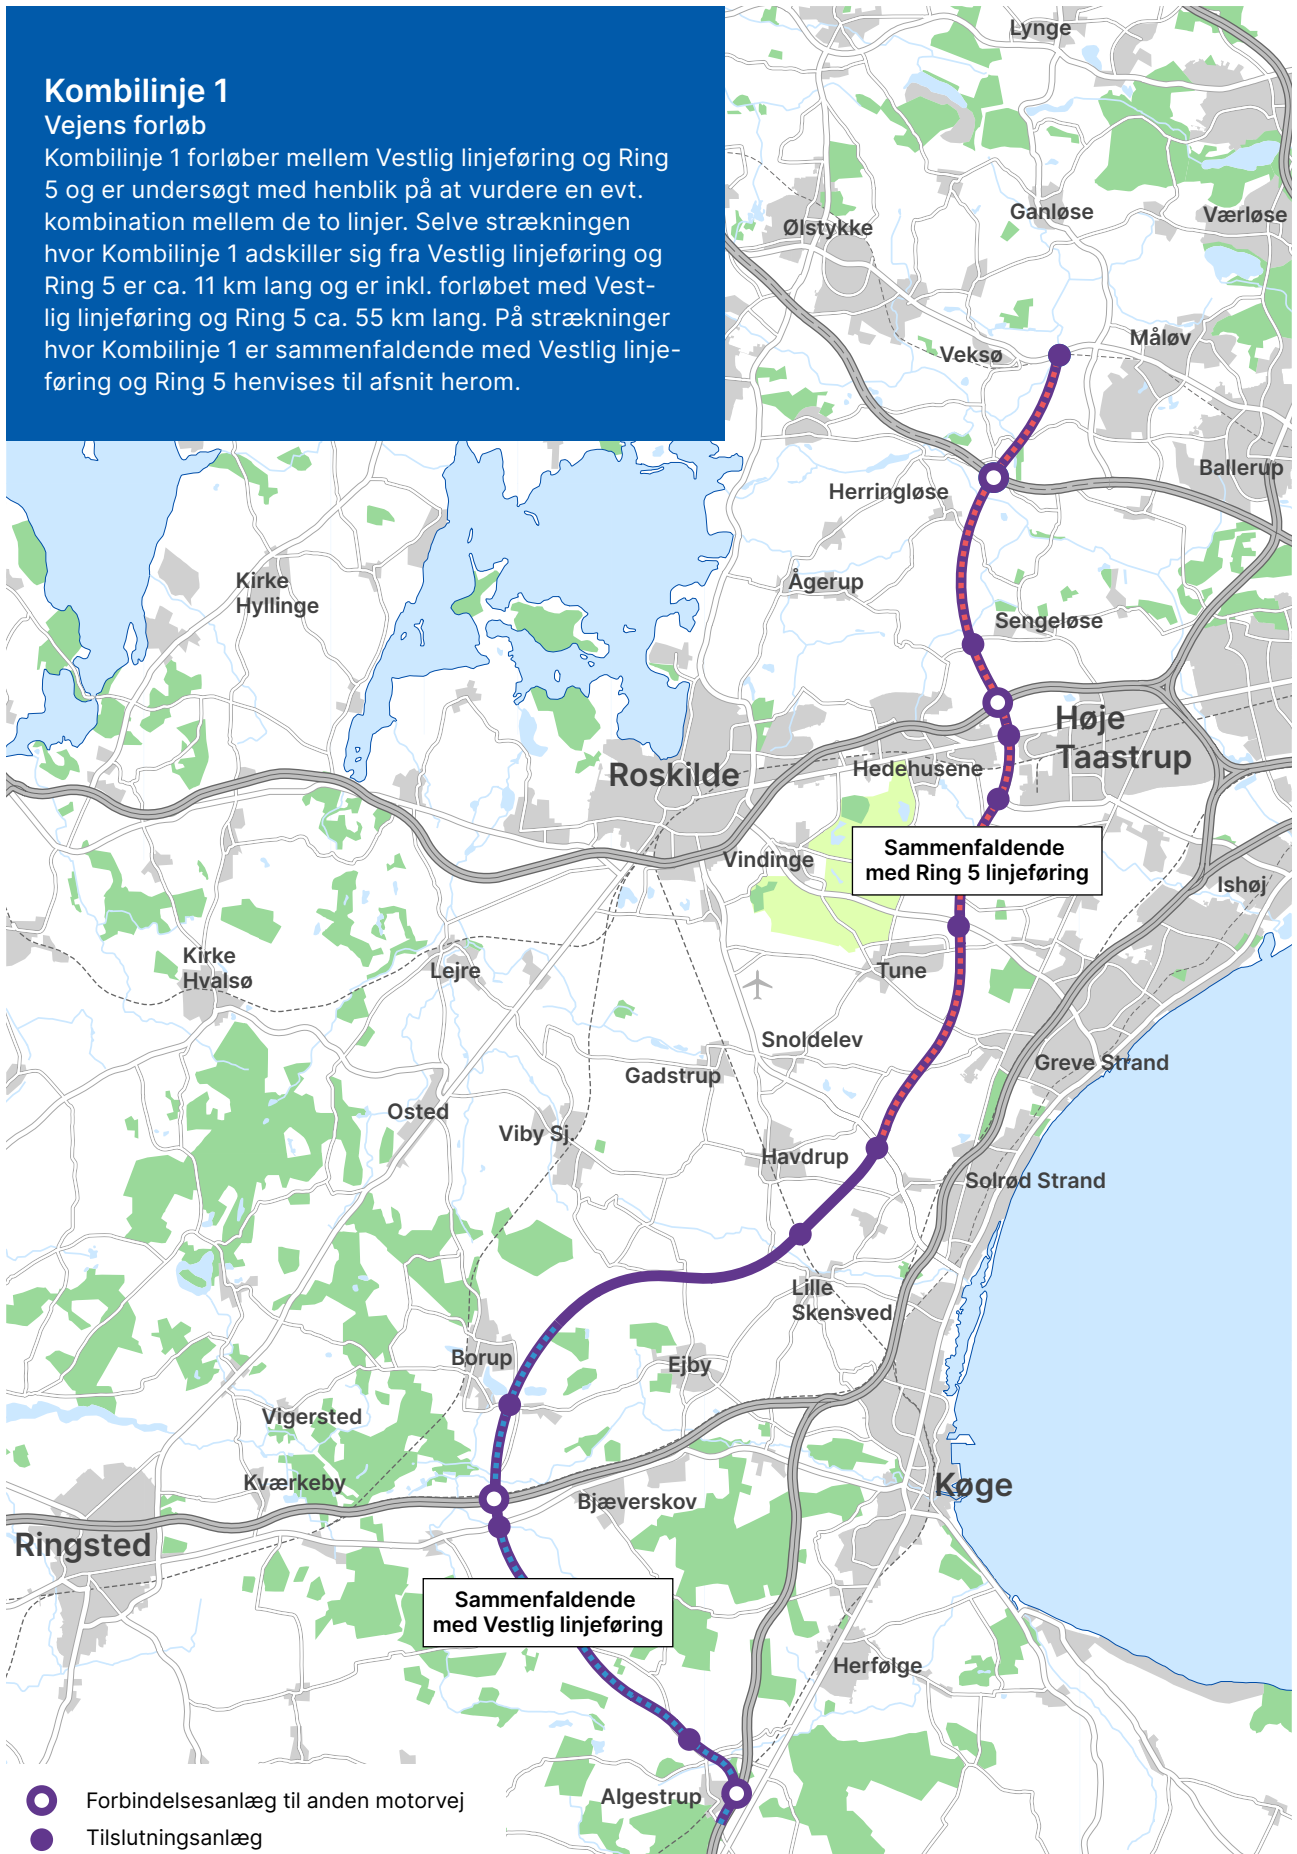 Kombilinje 1
Vejens forløb
Kombilinje 1 forløber mellem Vestlig linjeføring og Ring
5 og er undersøgt med henblik på at vurdere en evt.
kombination mellem de to linjer. Selve strækningen
hvor Kombilinje 1 adskiller sig fra Vestlig linjeføring og
Ring 5 er ca. 11 km lang og er inkl. forløbet med Vest-
lig linjeføring og Ring 5 ca. 55 km lang. På strækninger
hvor Kombilinje 1 er sammenfaldende med Vestlig linje-
føring og Ring 5 henvises til afsnit herom.
Lynge
Ganløse
Værløse
Ølstykke
Måløv
Veksø
Ballerup
Herringløse
Kirke
Hyllinge
Ågerup
Sengeløse
Høje
Taastrup
Roskilde
Hedehusene
Sammenfaldende
med Ring 5 linjeføring
Vindinge
Ishøj
Kirke
Hvalsø
Lejre
Tune
Snoldelev
Greve Strand
Gadstrup
Osted
Viby Sj.
Havdrup
Solrød Strand
Lille
Skensved
Borup
Ejby
Vigersted
Kværkeby
Køge
Bjæverskov
Ringsted
Sammenfaldende
med Vestlig linjeføring
Herfølge
Algestrup
Forbindelsesanlæg til anden motorvej
Tilslutningsanlæg